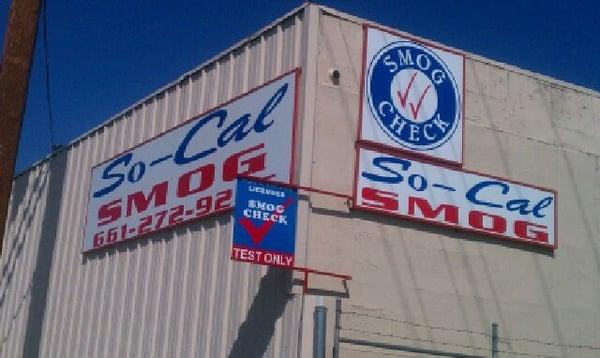 So-Cal
SMOG
661-272-92
LICENSED
SMOG
CHECK
TEST ONLY
SMOG
CHECK
So-Cal
SMOG